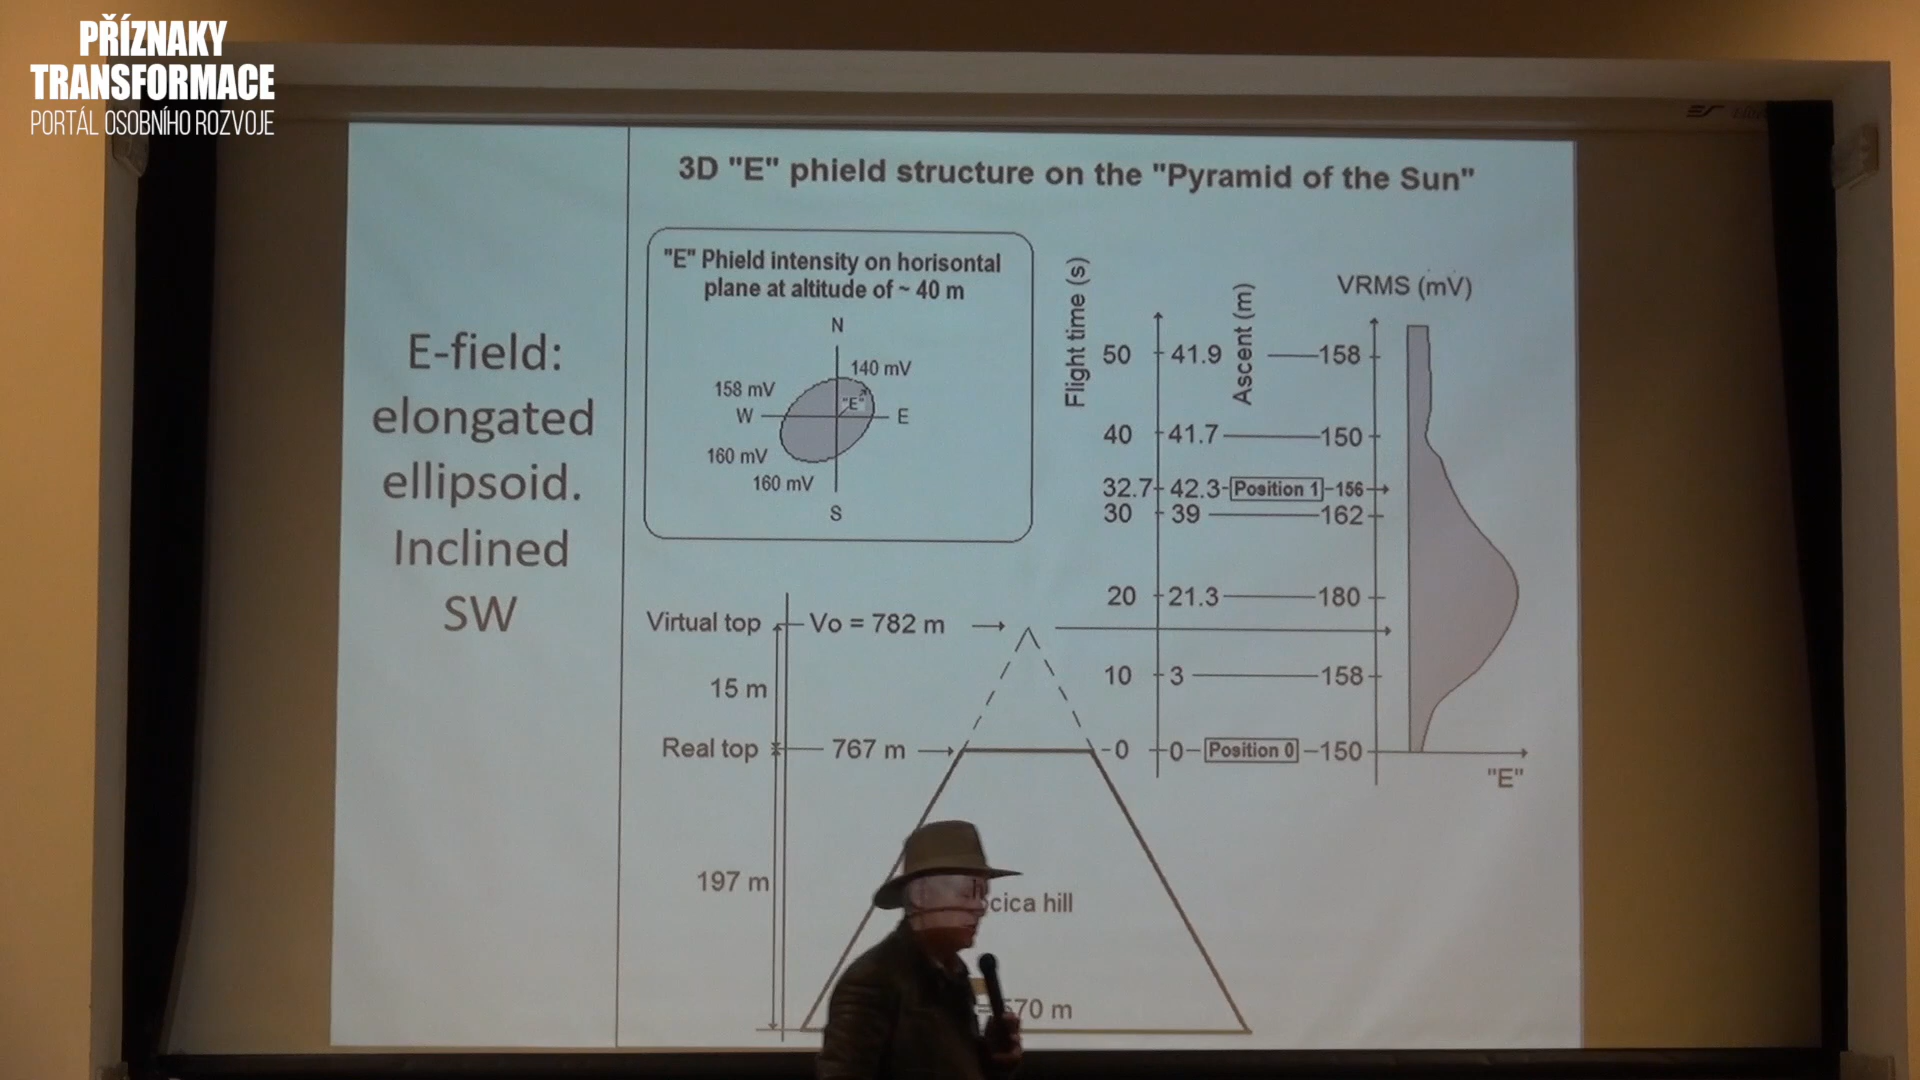 PŘÍZNAKY
TRANSFORMACE
PORTÁL OSOBNÍHO ROZVOJE
3D "E" phield structure on the "Pyramid of the Sun"
E-field:
elongated
ellipsoid.
Inclined
SW
"E" Phield intensity on horisontal
plane at altitude of ~ 40 m
N
140 mV
158 mV
"E"
W
E
160 mV
160 mV
S
Flight time (s)
Ascent (m)
VRMS (mV)
50 41.9 158
40 41.7 150
32.7 42.3 Position 1 156
30 39 162
20 21.3 180
10 3 158
0 0 Position 0 150
"E"
Virtual top Vo = 782 m
15 m
Real top 767 m
197 m
cica hill
570 m